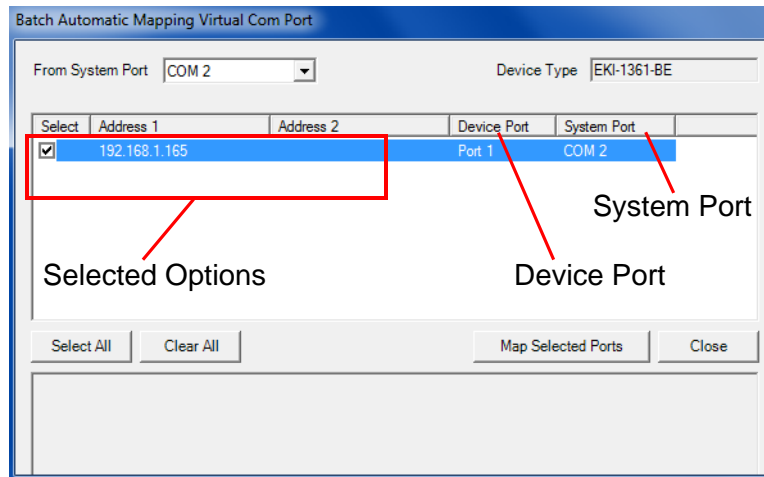 Batch Automatic Mapping Virtual Com Port
From System Port COM 2 Device Type EKI-1361-BE
Select Address 1 Address 2 Device Port System Port
192.168.1.165 Port 1 COM 2
System Port
Selected Options Device Port
Select All Clear All Map Selected Ports Close